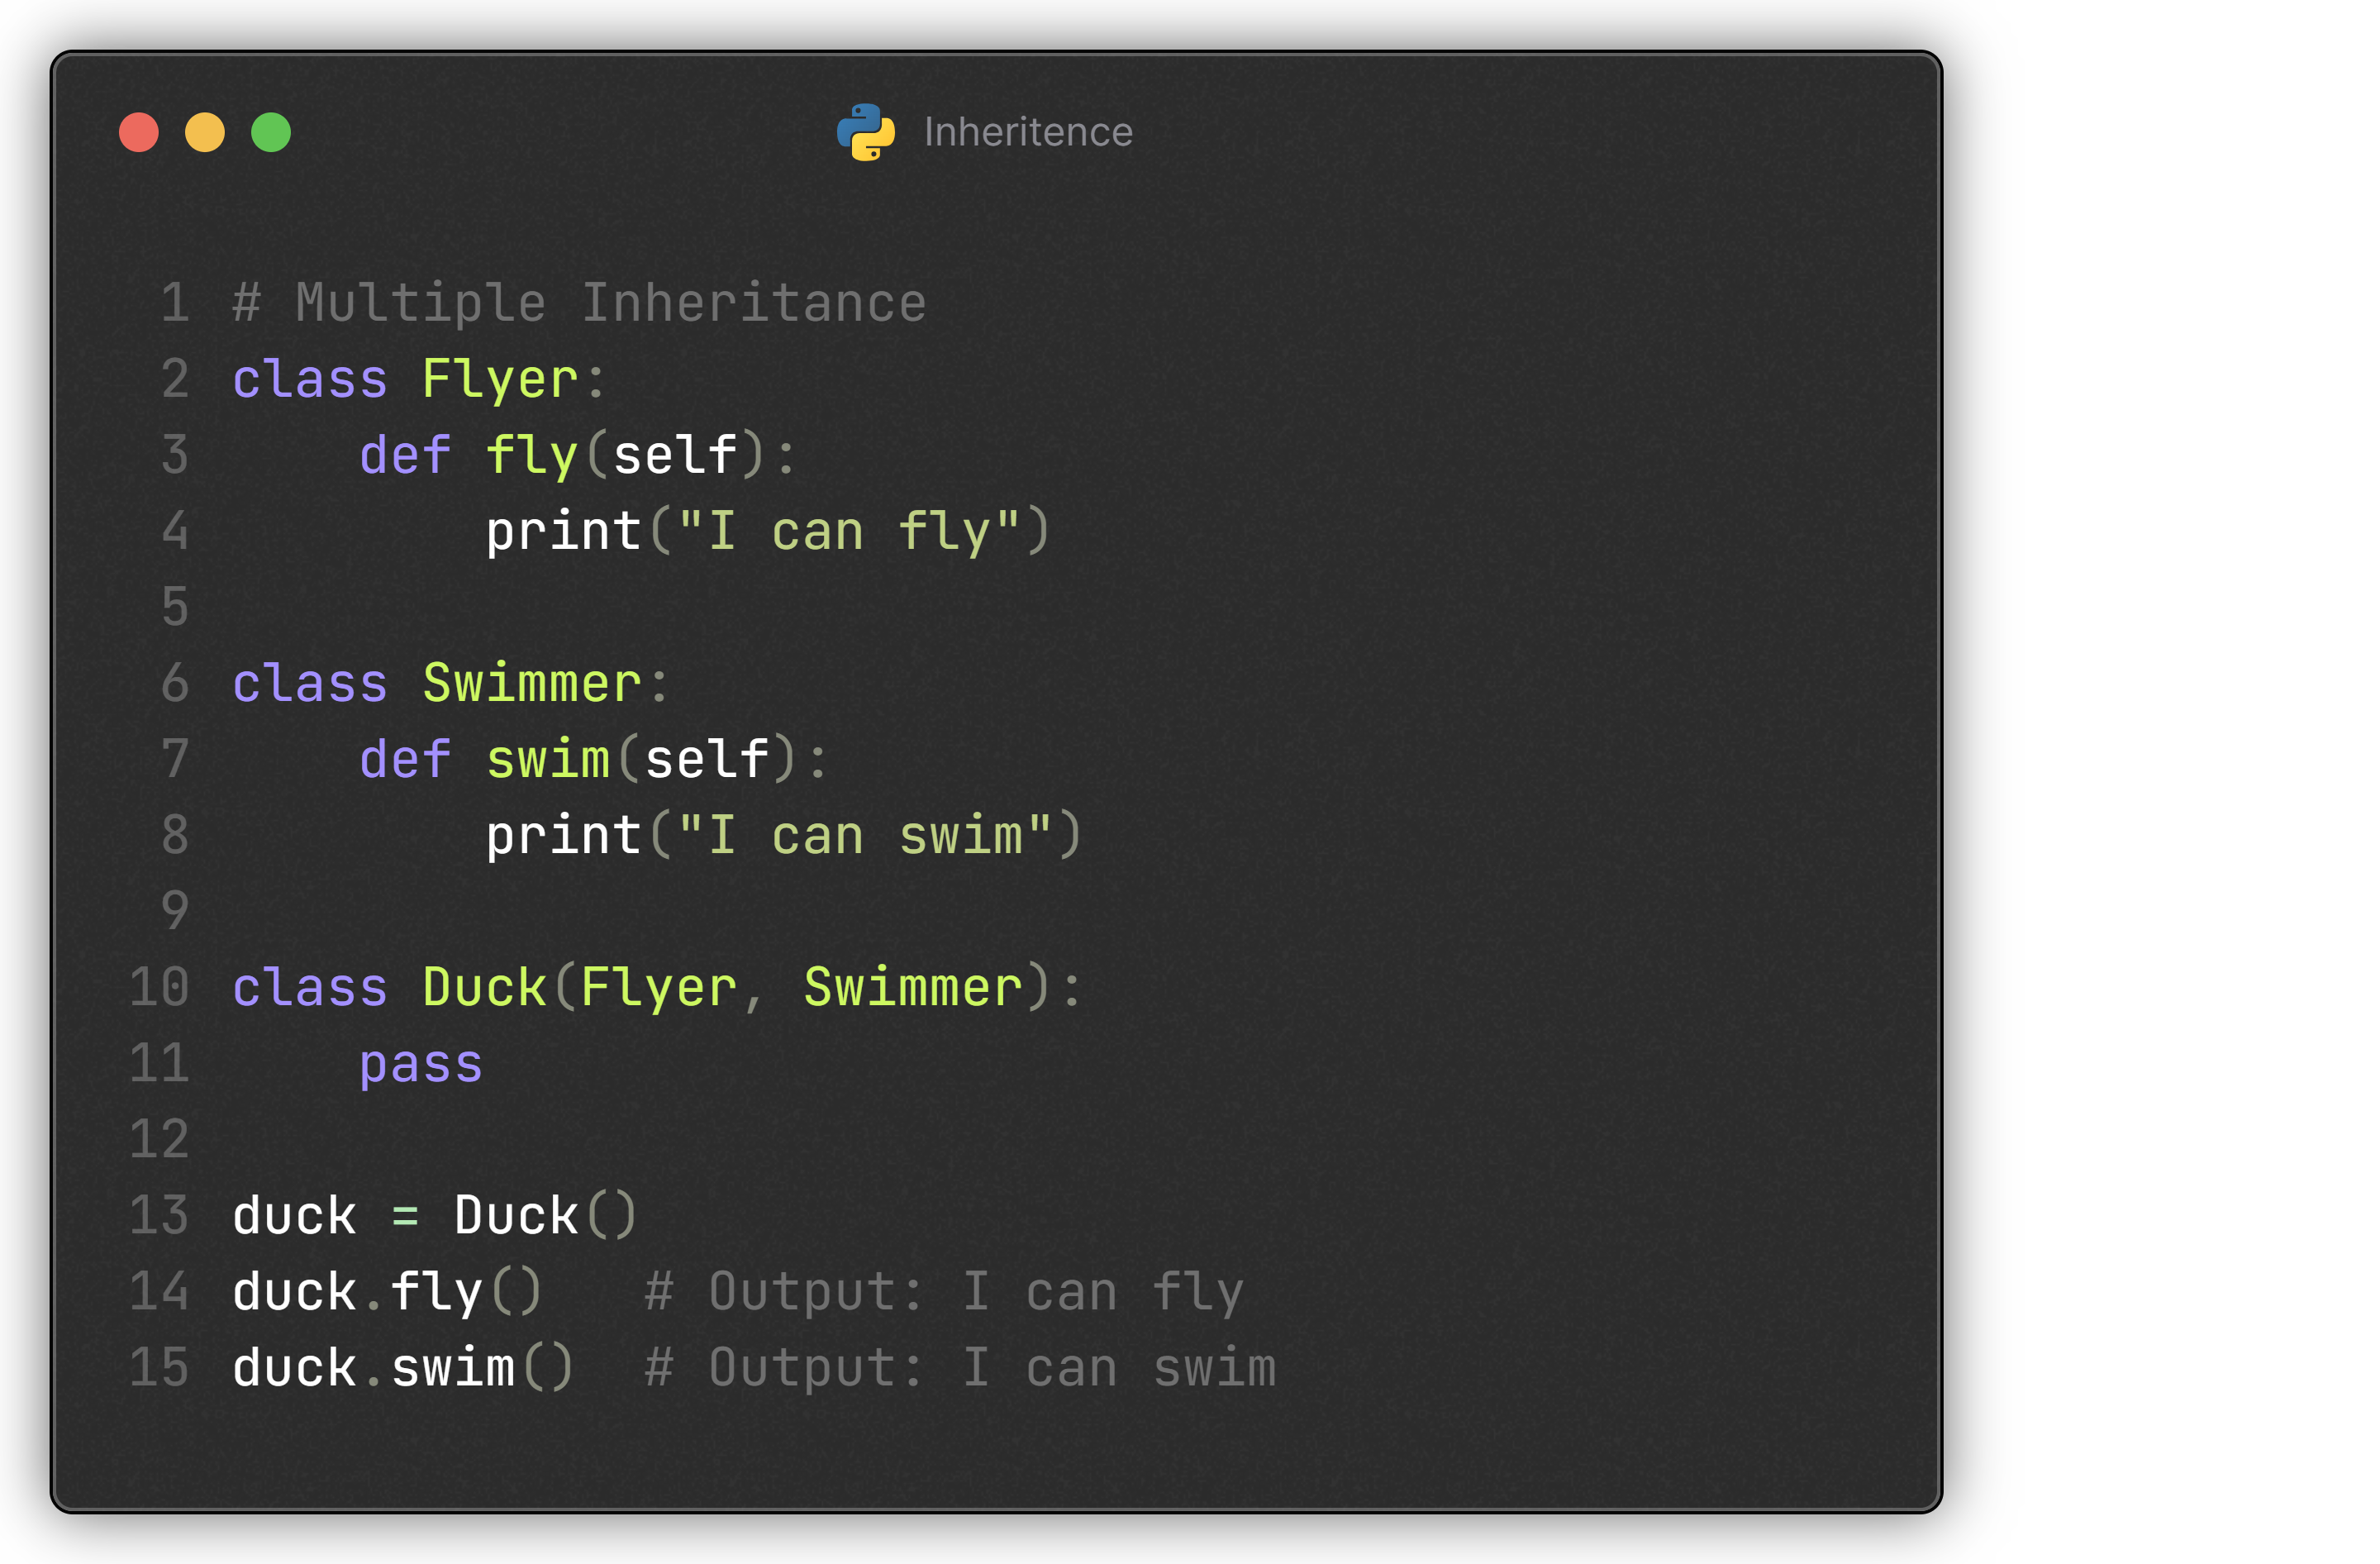 Inheritence
1 # Multiple Inheritance
2 class Flyer:
3     def fly(self):
4         print("I can fly")
5
6 class Swimmer:
7     def swim(self):
8         print("I can swim")
9
10 class Duck(Flyer, Swimmer):
11     pass
12
13 duck = Duck()
14 duck.fly()   # Output: I can fly
15 duck.swim()  # Output: I can swim